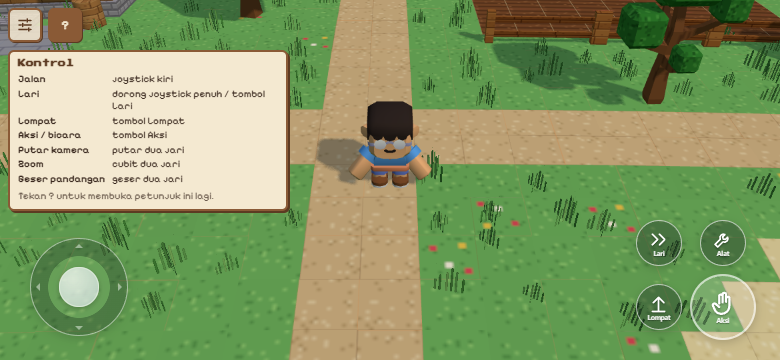 ?
Kontrol
Jalan joystick kiri
Lari dorong joystick penuh / tombol
Lari
Lompat tombol Lompat
Aksi / bicara tombol Aksi
Putar kamera putar dua jari
Zoom cubit dua jari
Geser pandangan geser dua jari
Tekan ? untuk membuka petunjuk ini lagi.
Lari
Alat
Lompat
Aksi